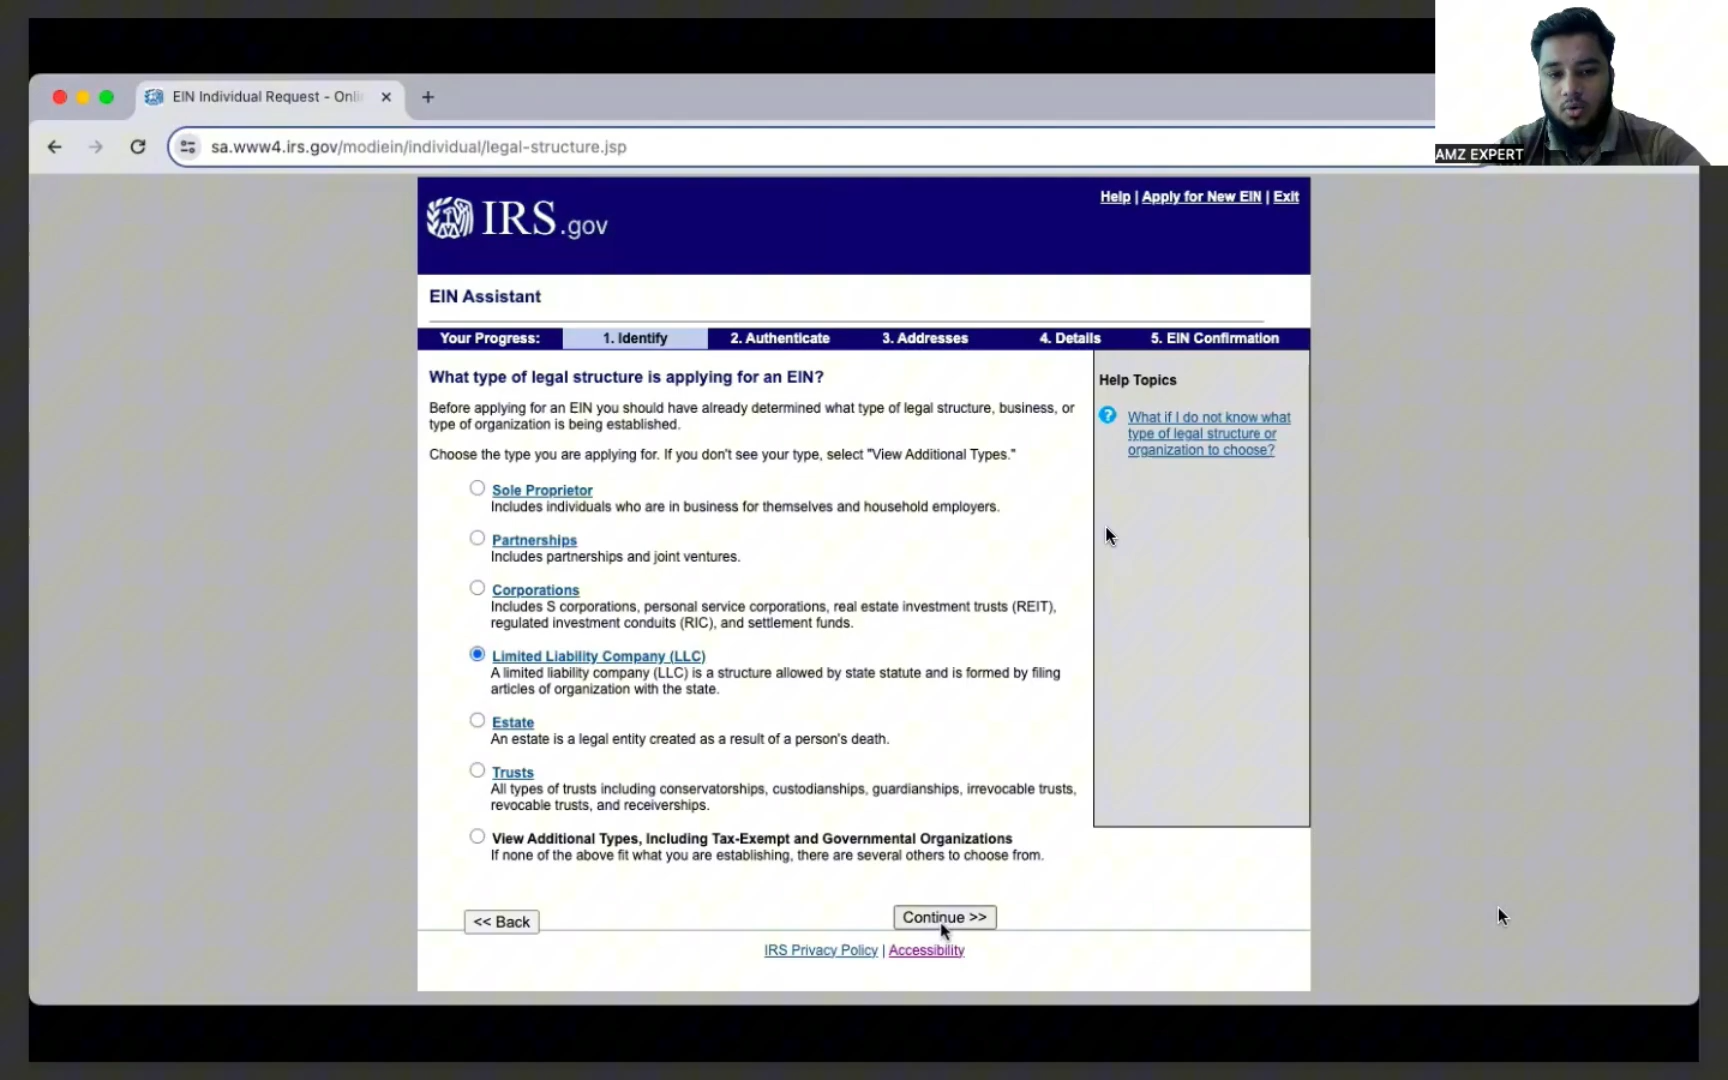 EIN Individual Request - Onli
sa.www4.irs.gov/modiein/individual/legal-structure.jsp
AMZ EXPERT
IRS.gov
Help | Apply for New EIN | Exit
EIN Assistant
Your Progress: 1. Identify 2. Authenticate 3. Addresses 4. Details 5. EIN Confirmation
What type of legal structure is applying for an EIN?
Before applying for an EIN you should have already determined what type of legal structure, business, or
type of organization is being established.
Choose the type you are applying for. If you don't see your type, select "View Additional Types."
Sole Proprietor
Includes individuals who are in business for themselves and household employers.
Partnerships
Includes partnerships and joint ventures.
Corporations
Includes S corporations, personal service corporations, real estate investment trusts (REIT),
regulated investment conduits (RIC), and settlement funds.
Limited Liability Company (LLC)
A limited liability company (LLC) is a structure allowed by state statute and is formed by filing
articles of organization with the state.
Estate
An estate is a legal entity created as a result of a person's death.
Trusts
All types of trusts including conservatorships, custodianships, guardianships, irrevocable trusts,
revocable trusts, and receiverships.
View Additional Types, Including Tax-Exempt and Governmental Organizations
If none of the above fit what you are establishing, there are several others to choose from.
Help Topics
What if I do not know what
type of legal structure or
organization to choose?
<< Back
Continue >>
IRS Privacy Policy | Accessibility